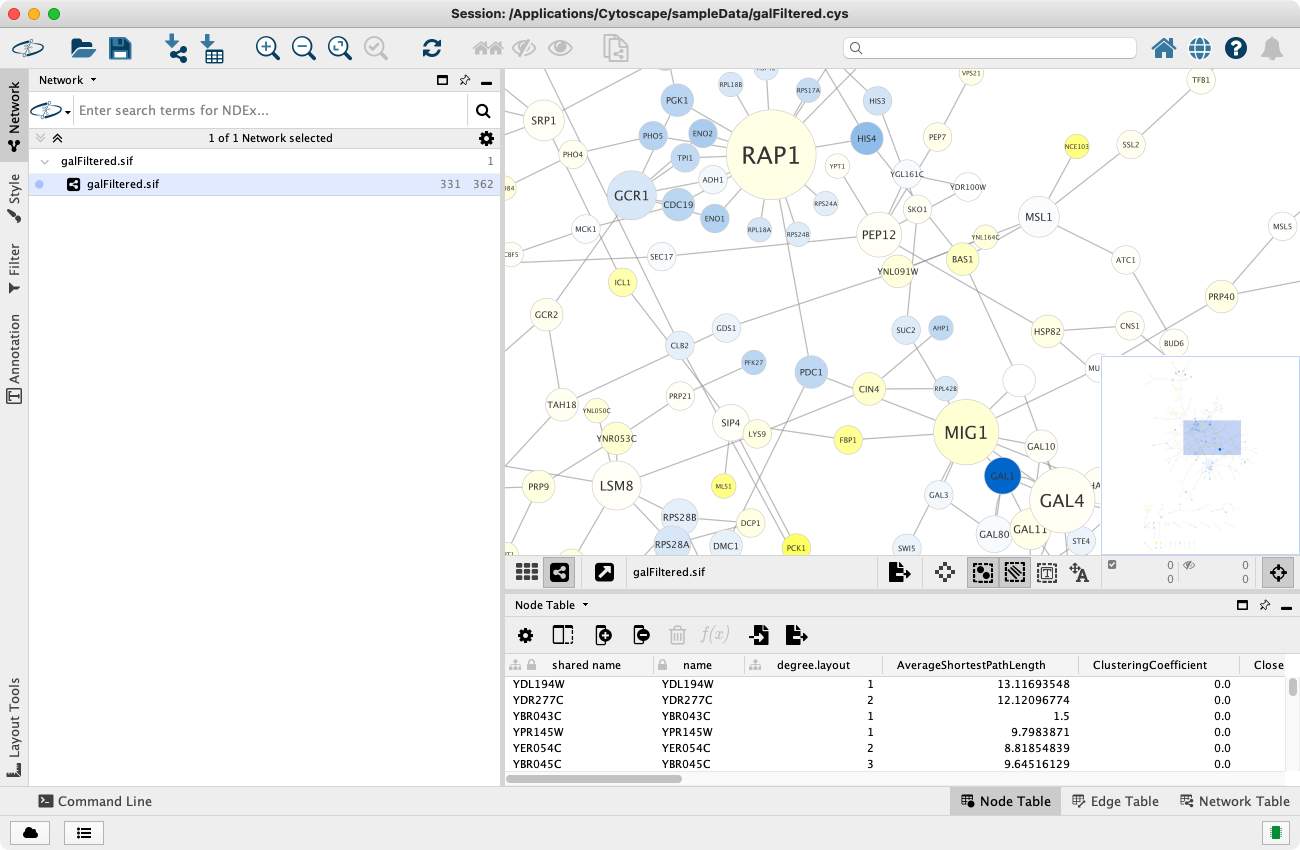 Session: /Applications/Cytoscape/sampleData/galFiltered.cys
Network
Style
Filter
Annotation
Layout Tools
Network
Enter search terms for NDEx...
1 of 1 Network selected
galFiltered.sif 1
galFiltered.sif 331 362
VPS21
TFB1
RPL18B
RPS17A
PGK1
HIS3
SRP1
PHO5
ENO2
HIS4
PEP7
NCE103
SSL2
PHO4
TPI1
RAP1
YPT1
YGL161C
ADH1
YDR100W
GCR1
CDC19
RPS24A
SKO1
ENO1
MSL1
MCK1
RPL18A
RPS24B
PEP12
YNL164C
MSL5
CBF5
SEC17
BAS1
ATC1
YNL091W
ICL1
PRP40
GCR2
GDS1
SUC2
AHP1
HSP82
CNS1
CLB2
BUD6
PFK27
PDC1
CIN4
RPL42B
PRP21
TAH18
YNL050C
SIP4
LYS9
MIG1
YNR053C
FBP1
GAL10
GAL1
PRP9
LSM8
MLS1
GAL3
GAL4
RPS28B
DCP1
GAL80
GAL11
RPS28A
DMC1
PCK1
SWI5
STE4
galFiltered.sif
0 0
0 0
Node Table
f(x)
shared name name degree.layout AverageShortestPathLength ClusteringCoefficient Close
YDL194W YDL194W 1 13.11693548 0.0
YDR277C YDR277C 2 12.12096774 0.0
YBR043C YBR043C 1 1.5 0.0
YPR145W YPR145W 1 9.7983871 0.0
YER054C YER054C 2 8.81854839 0.0
YBR045C YBR045C 3 9.64516129 0.0
Command Line
Node Table Edge Table Network Table